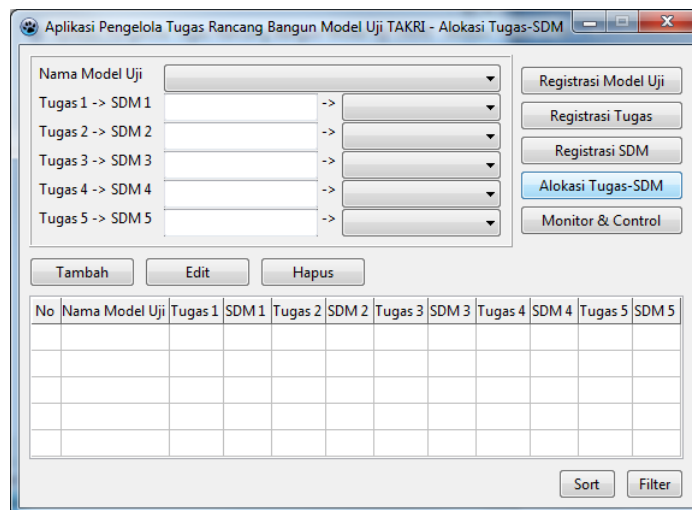 Aplikasi Pengelola Tugas Rancang Bangun Model Uji TAKRI - Alokasi Tugas-SDM
Nama Model Uji
Tugas 1 -> SDM 1 ->
Tugas 2 -> SDM 2 ->
Tugas 3 -> SDM 3 ->
Tugas 4 -> SDM 4 ->
Tugas 5 -> SDM 5 ->
Registrasi Model Uji
Registrasi Tugas
Registrasi SDM
Alokasi Tugas-SDM
Monitor & Control
Tambah Edit Hapus
No Nama Model Uji Tugas 1 SDM 1 Tugas 2 SDM 2 Tugas 3 SDM 3 Tugas 4 SDM 4 Tugas 5 SDM 5
Sort Filter